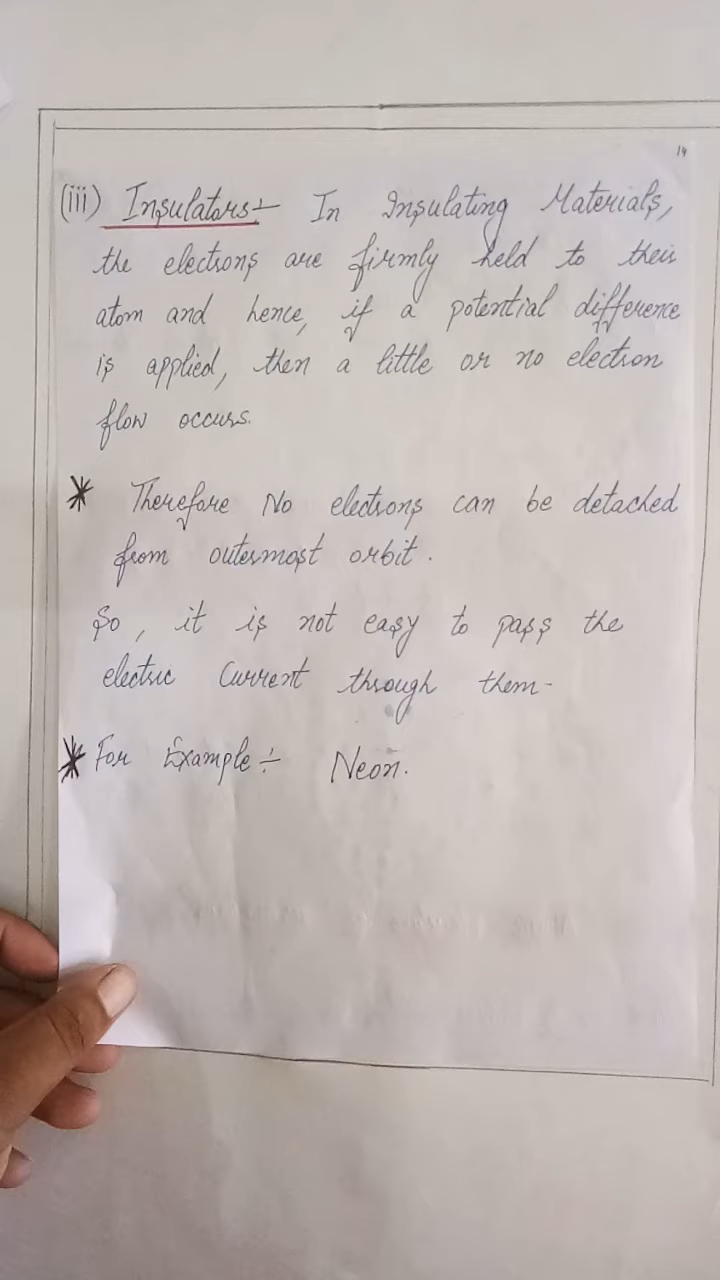 14
(iii) Insulators÷ In Insulating Materials,
the electrons are firmly held to their
atom and hence, if a potential difference
is applied, then a little or no electron
flow occurs.
* Therefore No electrons can be detached
from outermost orbit.
So, it is not easy to pass the
electric Current through them-
* For Example÷ Neon.